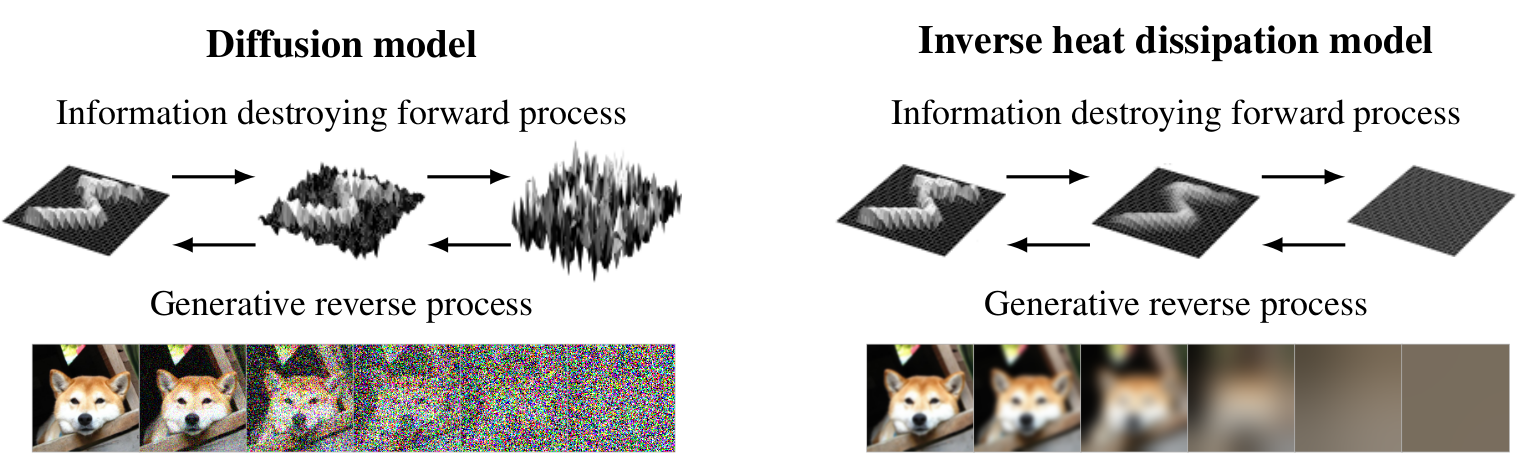 Diffusion model
Information destroying forward process
Generative reverse process
Inverse heat dissipation model
Information destroying forward process
Generative reverse process